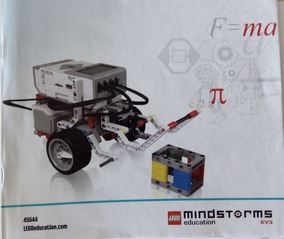 F=ma
π
45544
LEGOeducation.com
LEGO mindstorms
education EV3